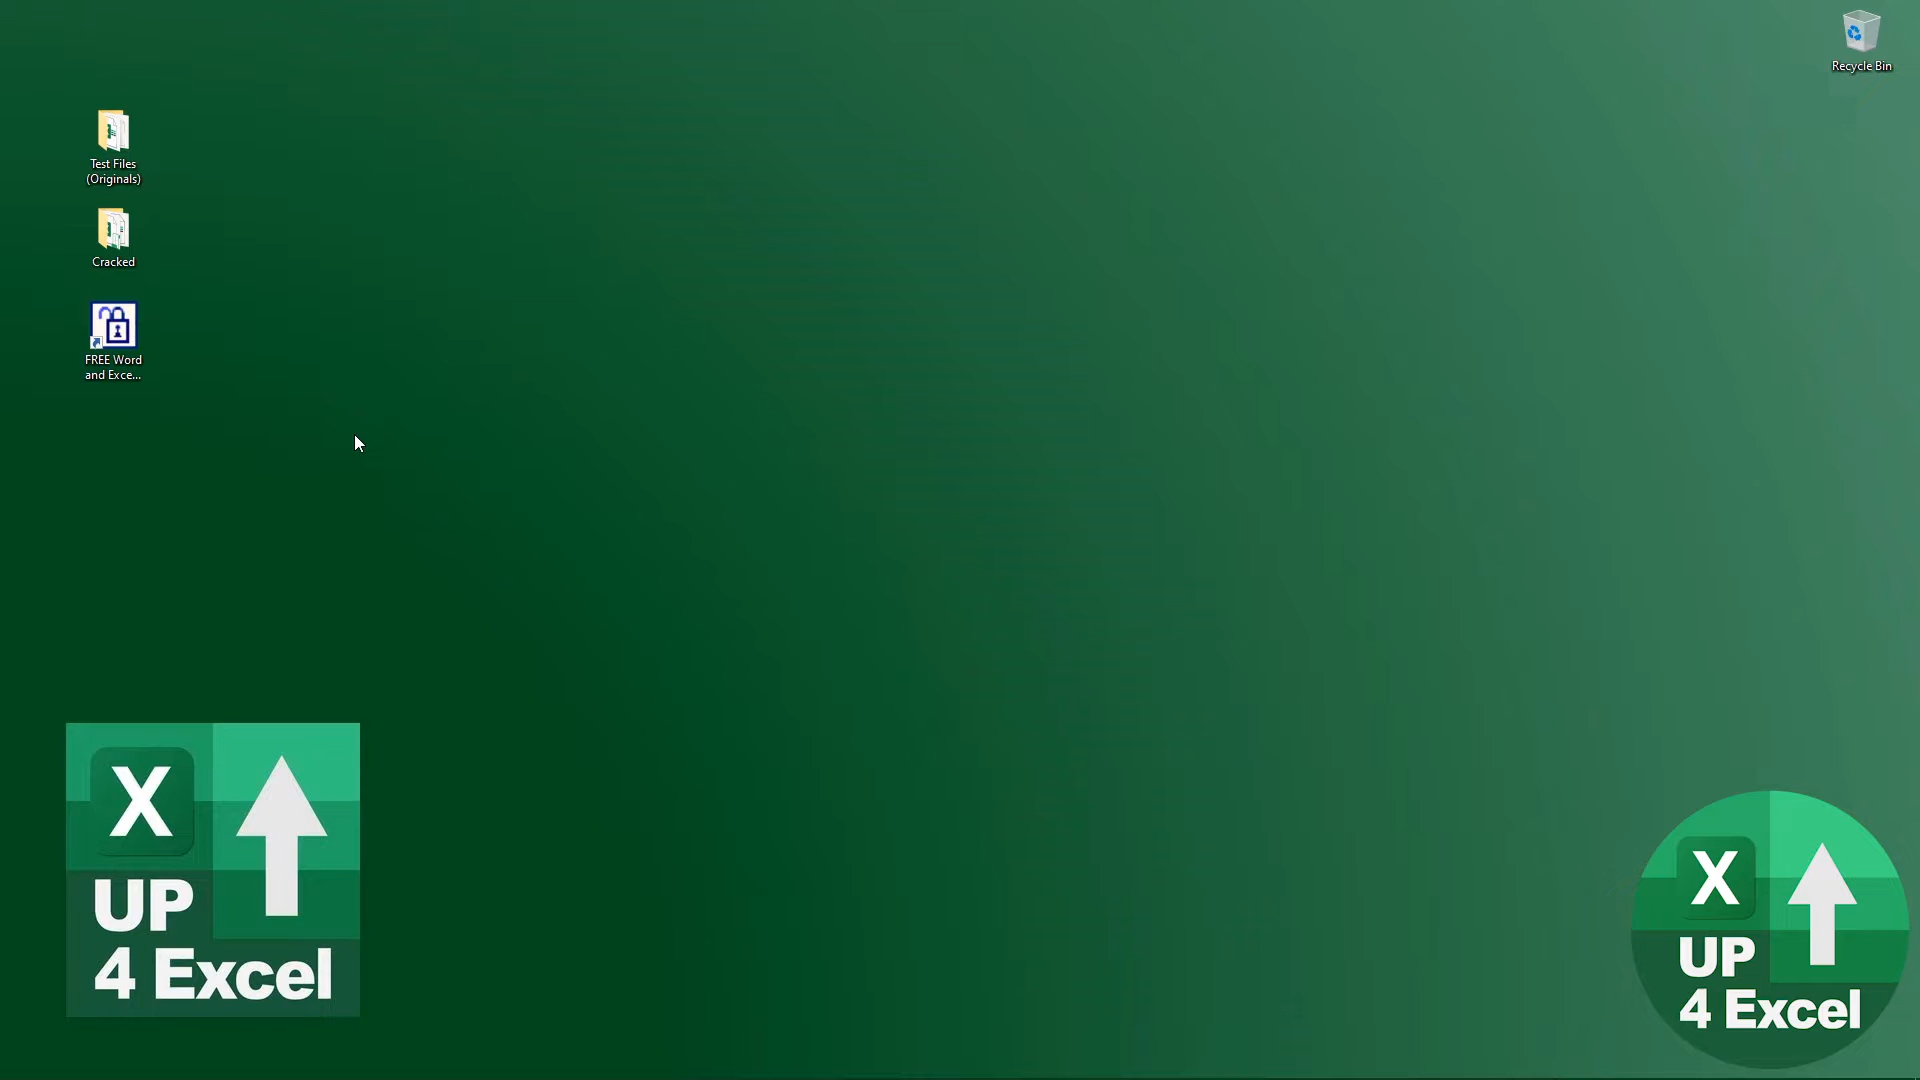 Recycle Bin
Test Files
(Originals)
Cracked
FREE Word
and Exce...
X
UP
4 Excel
X
UP
4 Excel